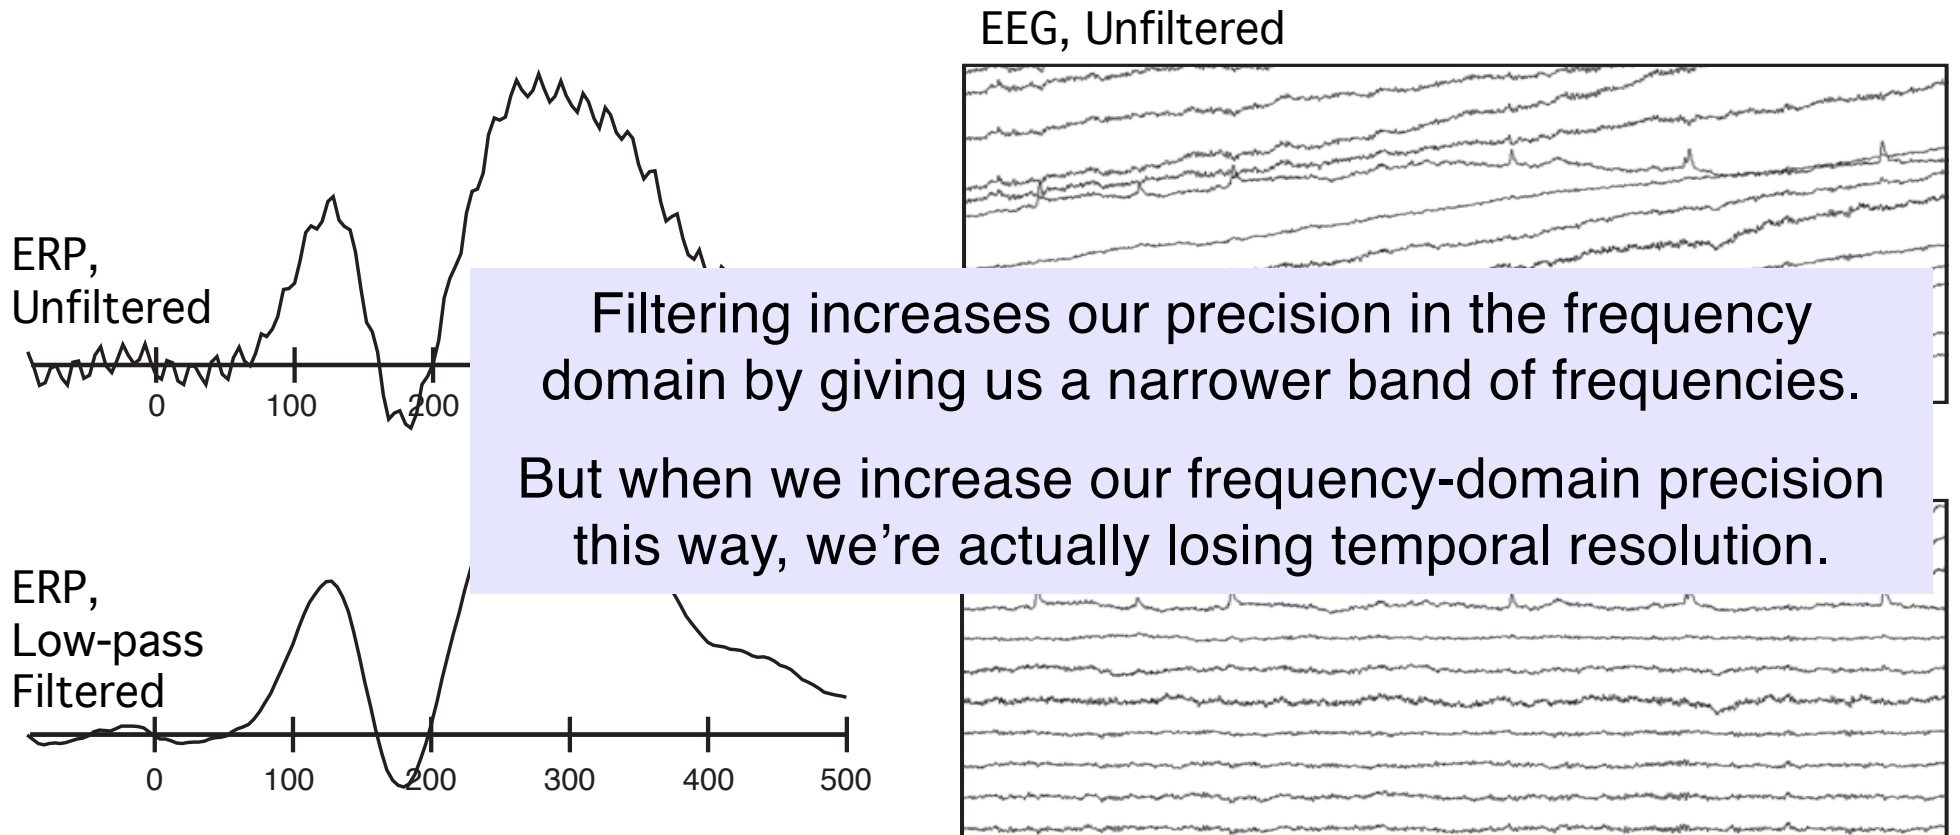 EEG, Unfiltered
ERP,
Unfiltered
0 100 200
Filtering increases our precision in the frequency
domain by giving us a narrower band of frequencies.
But when we increase our frequency-domain precision
this way, we’re actually losing temporal resolution.
ERP,
Low-pass
Filtered
0 100 200 300 400 500